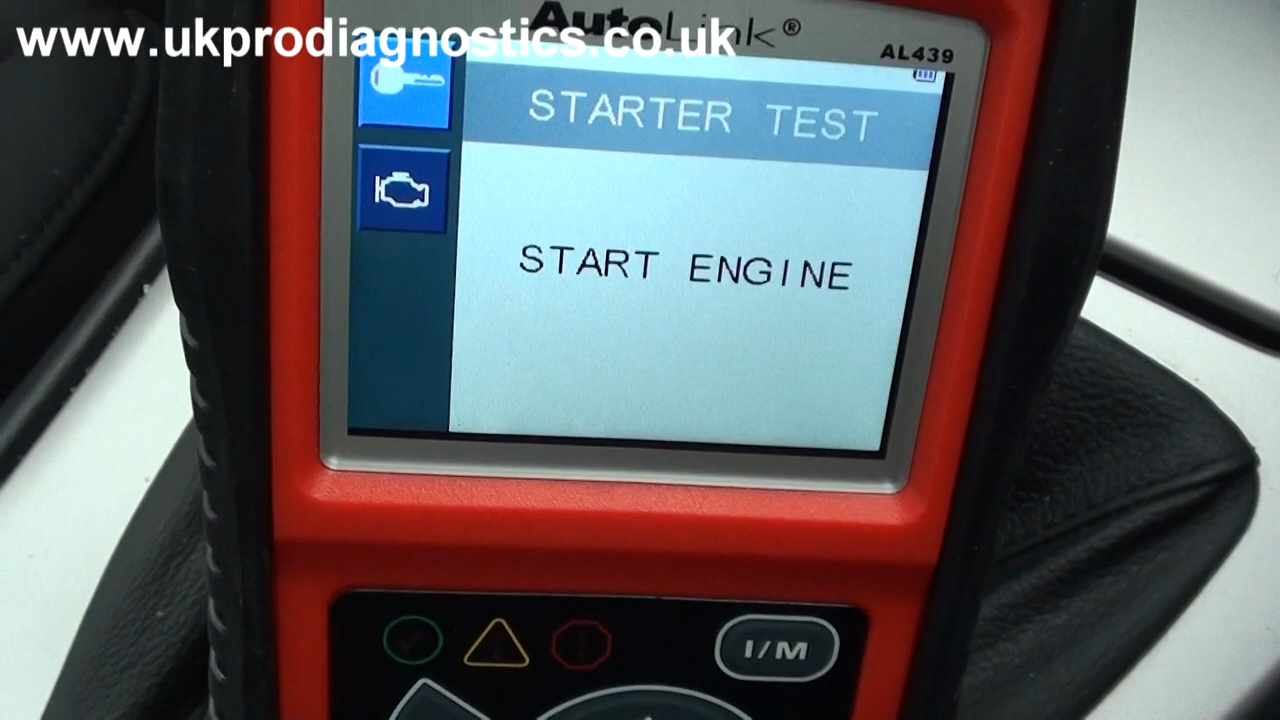 www.ukprodiagnostics.co.uk
AutoLink®
AL439
STARTER TEST
START ENGINE
I/M